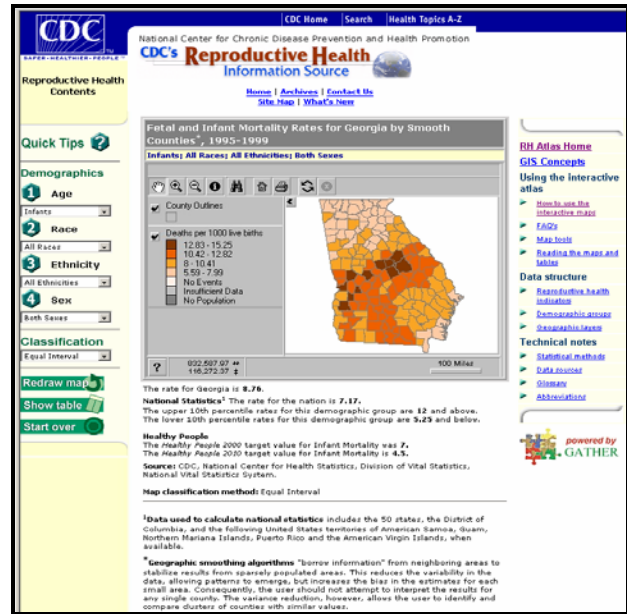 CDC Home | Search | Health Topics A-Z
CDC
SAFER • HEALTHIER • PEOPLE™
National Center for Chronic Disease Prevention and Health Promotion
CDC's Reproductive Health
Information Source
Home | Archives | Contact Us
Site Map | What's New
Reproductive Health
Contents
Quick Tips ?
Demographics
1 Age
Infants
2 Race
All Races
3 Ethnicity
All Ethnicities
4 Sex
Both Sexes
Classification
Equal Interval
Redraw map
Show table
Start over
Fetal and Infant Mortality Rates for Georgia by Smooth
Counties*, 1995-1999
Infants; All Races; All Ethnicities; Both Sexes
County Outlines
Deaths per 1000 live births
12.83 - 15.25
10.42 - 12.82
8 - 10.41
5.59 - 7.99
No Events
Insufficient Data
No Population
?
832,587.97
116,272.37
100 Miles
The rate for Georgia is 8.76.
National Statistics¹ The rate for the nation is 7.17.
The upper 10th percentile rates for this demographic group are 12 and above.
The lower 10th percentile rates for this demographic group are 5.25 and below.
Healthy People
The Healthy People 2000 target value for Infant Mortality was 7.
The Healthy People 2010 target value for Infant Mortality is 4.5.
Source: CDC, National Center for Health Statistics, Division of Vital Statistics,
National Vital Statistics System.
Map classification method: Equal Interval
¹Data used to calculate national statistics includes the 50 states, the District of
Columbia, and the following United States territories of American Samoa, Guam,
Northern Mariana Islands, Puerto Rico and the American Virgin Islands, when
available.
*Geographic smoothing algorithms "borrow information" from neighboring areas to
stabilize results from sparsely populated areas. This reduces the variability in the
data, allowing patterns to emerge, but increases the bias in the estimates for each
small area. Consequently, the user should not attempt to interpret the results for
any single county. The variance reduction, however, allows the user to identify and
compare clusters of counties with similar values.
RH Atlas Home
GIS Concepts
Using the interactive
atlas
How to use the
interactive maps
FAQ's
Map tools
Reading the maps and
tables
Data structure
Reproductive health
indicators
Demographic groups
Geographic layers
Technical notes
Statistical methods
Data sources
Glossary
Abbreviations
powered by
GATHER